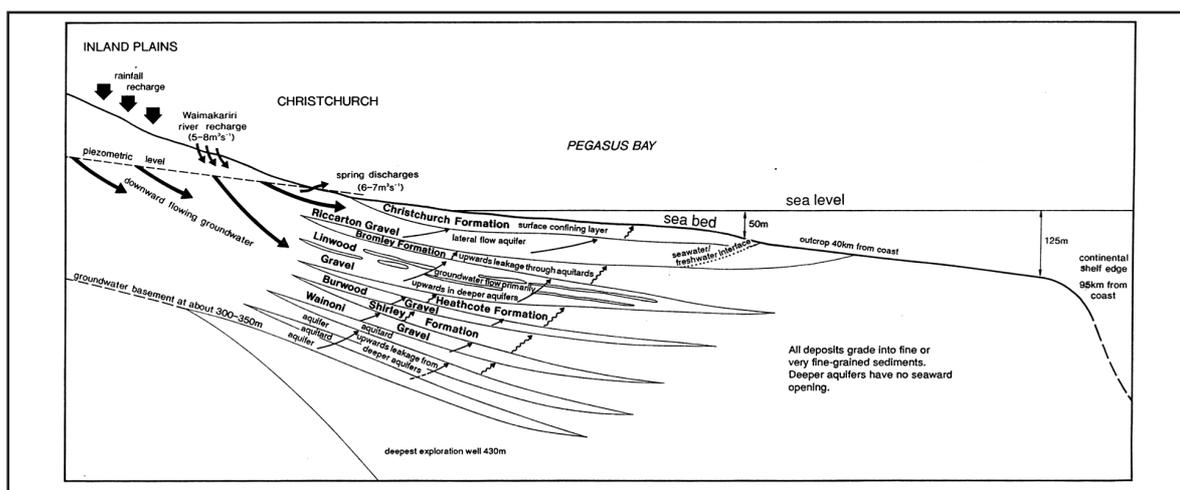 INLAND PLAINS
rainfall
recharge
CHRISTCHURCH
Waimakariri
river recharge
(5–8m³s⁻¹)
PEGASUS BAY
piezometric level
spring discharges
(6–7m³s⁻¹)
downward flowing groundwater
sea level
sea bed
50m
125m
Christchurch Formation
surface confining layer
Riccarton Gravel
lateral flow aquifer
seawater/
freshwater interface
outcrop 40km from coast
continental
shelf edge
95km from
coast
Bromley Formation
upwards leakage through aquitards
Linwood
Gravel
groundwater flow primarily
upwards in deeper aquifers
Heathcote Formation
Burwood
Gravel
Shirley Formation
Wainoni
Gravel
aquifer
aquitard
aquifer
aquitard
upwards leakage from
deeper aquifers
groundwater basement at about 300–350m
All deposits grade into fine or
very fine-grained sediments.
Deeper aquifers have no seaward
opening.
deepest exploration well 430m